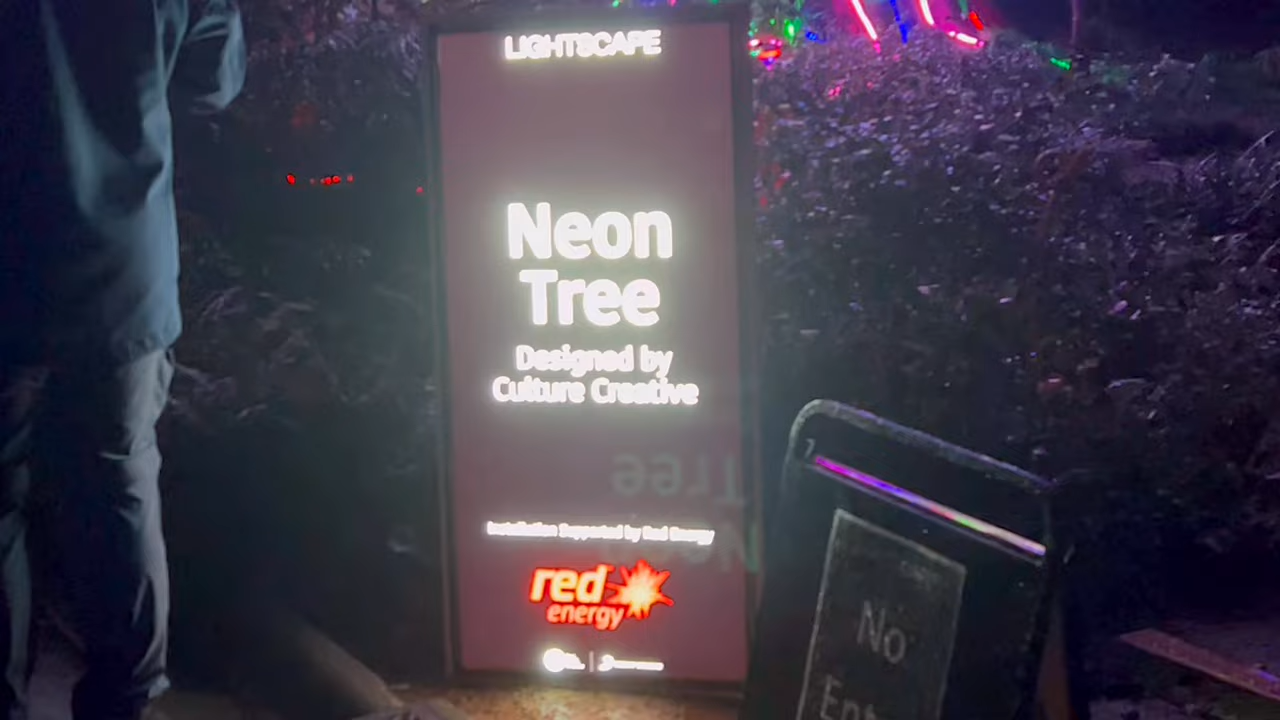 LIGHTSCAPE
Neon
Tree
Designed by
Culture Creative
Installation Supported by Red Energy
red
energy
No